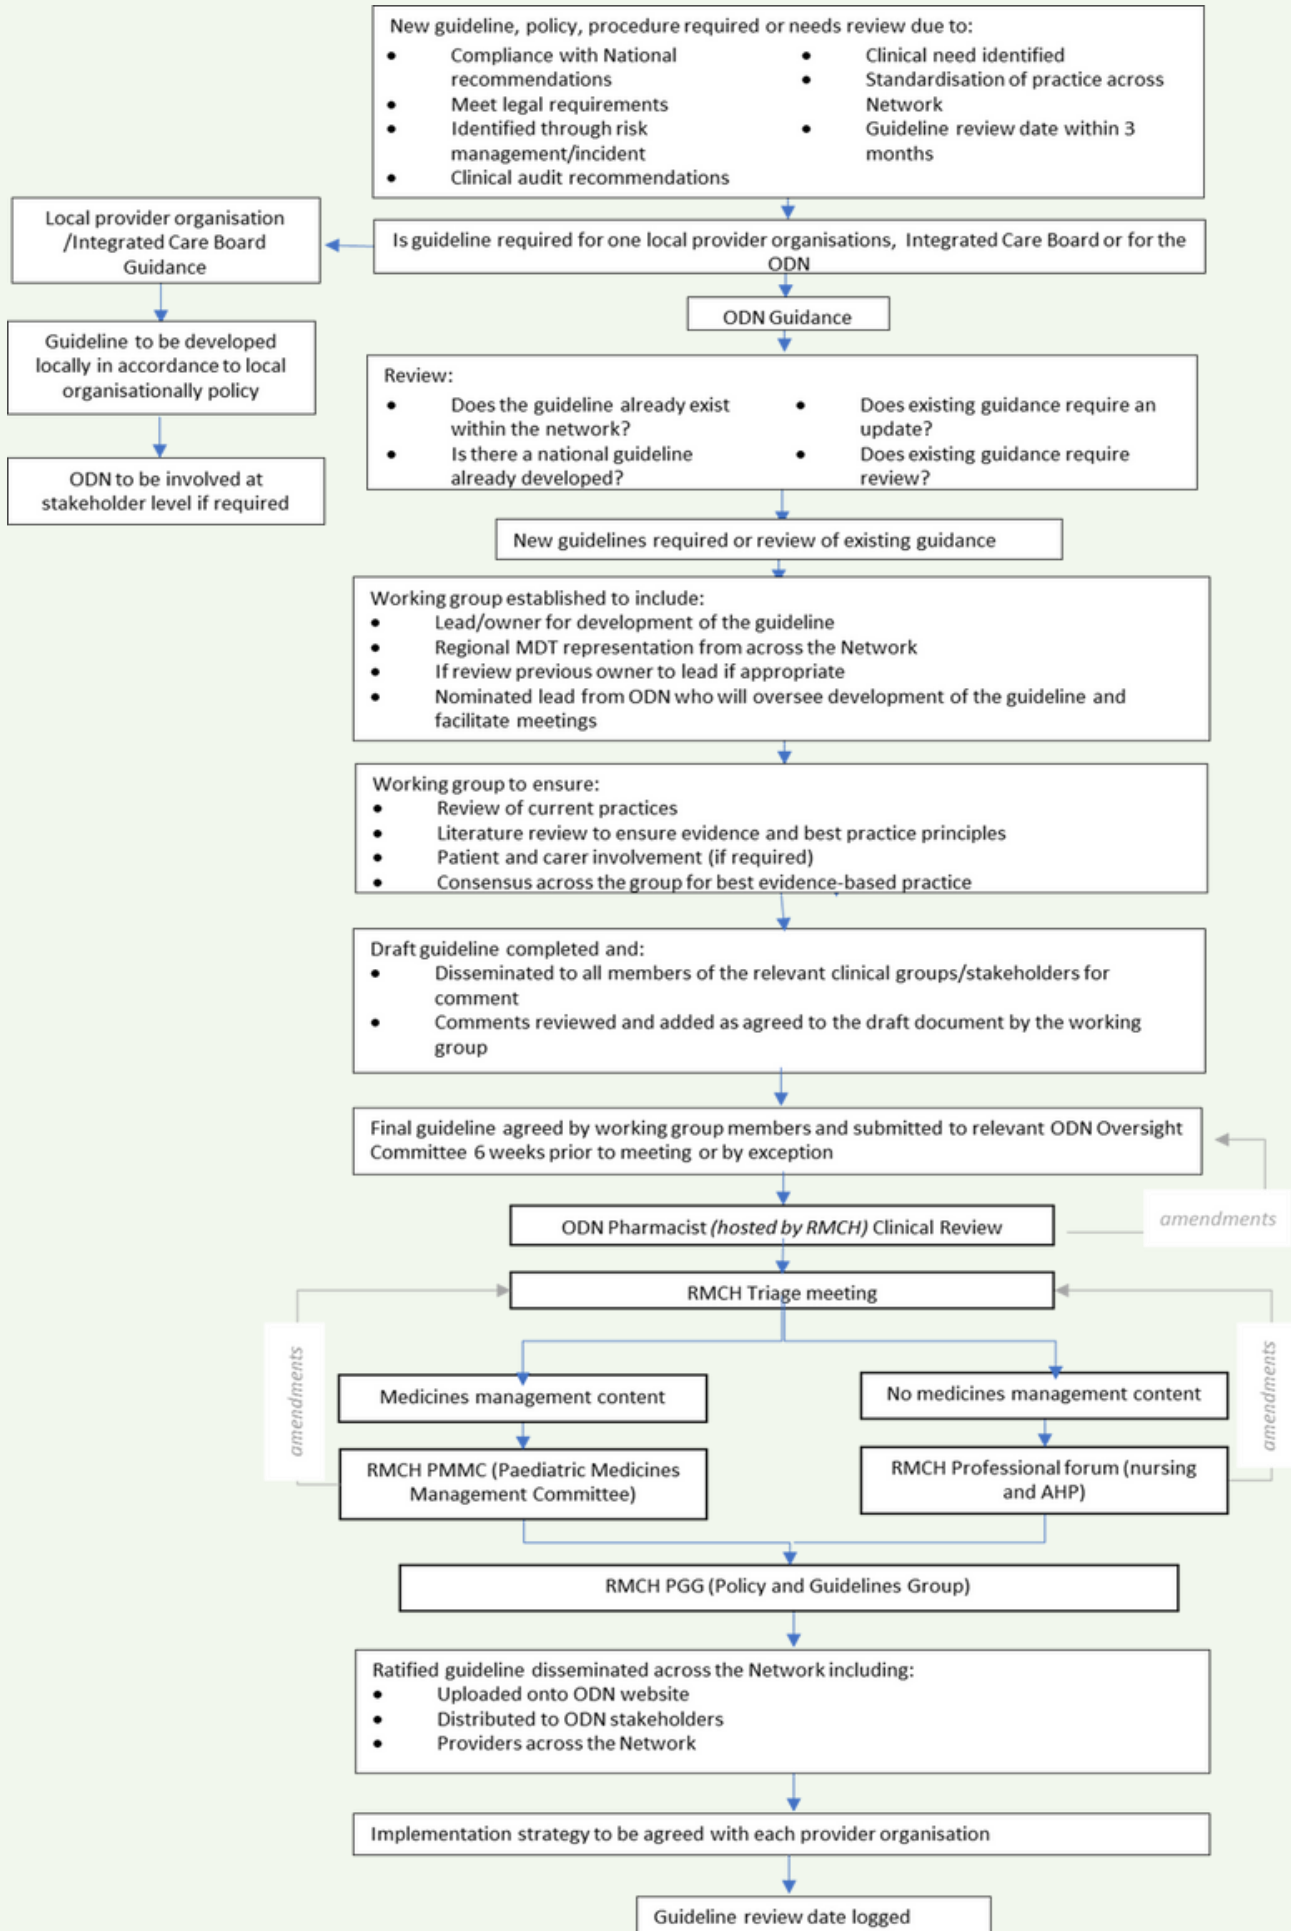 New guideline, policy, procedure required or needs review due to:
• Compliance with National
recommendations
• Meet legal requirements
• Identified through risk
management/incident
• Clinical audit recommendations
• Clinical need identified
• Standardisation of practice across
Network
• Guideline review date within 3
months
Local provider organisation
/Integrated Care Board
Guidance
Is guideline required for one local provider organisations, Integrated Care Board or for the
ODN
Guideline to be developed
locally in accordance to local
organisationally policy
ODN to be involved at
stakeholder level if required
ODN Guidance
Review:
• Does the guideline already exist
within the network?
• Is there a national guideline
already developed?
• Does existing guidance require an
update?
• Does existing guidance require
review?
New guidelines required or review of existing guidance
Working group established to include:
• Lead/owner for development of the guideline
• Regional MDT representation from across the Network
• If review previous owner to lead if appropriate
• Nominated lead from ODN who will oversee development of the guideline and
facilitate meetings
Working group to ensure:
• Review of current practices
• Literature review to ensure evidence and best practice principles
• Patient and carer involvement (if required)
• Consensus across the group for best evidence-based practice
Draft guideline completed and:
• Disseminated to all members of the relevant clinical groups/stakeholders for
comment
• Comments reviewed and added as agreed to the draft document by the working
group
Final guideline agreed by working group members and submitted to relevant ODN Oversight
Committee 6 weeks prior to meeting or by exception
amendments
ODN Pharmacist (hosted by RMCH) Clinical Review
RMCH Triage meeting
amendments
amendments
Medicines management content
No medicines management content
RMCH PMMC (Paediatric Medicines
Management Committee)
RMCH Professional forum (nursing
and AHP)
RMCH PGG (Policy and Guidelines Group)
Ratified guideline disseminated across the Network including:
• Uploaded onto ODN website
• Distributed to ODN stakeholders
• Providers across the Network
Implementation strategy to be agreed with each provider organisation
Guideline review date logged